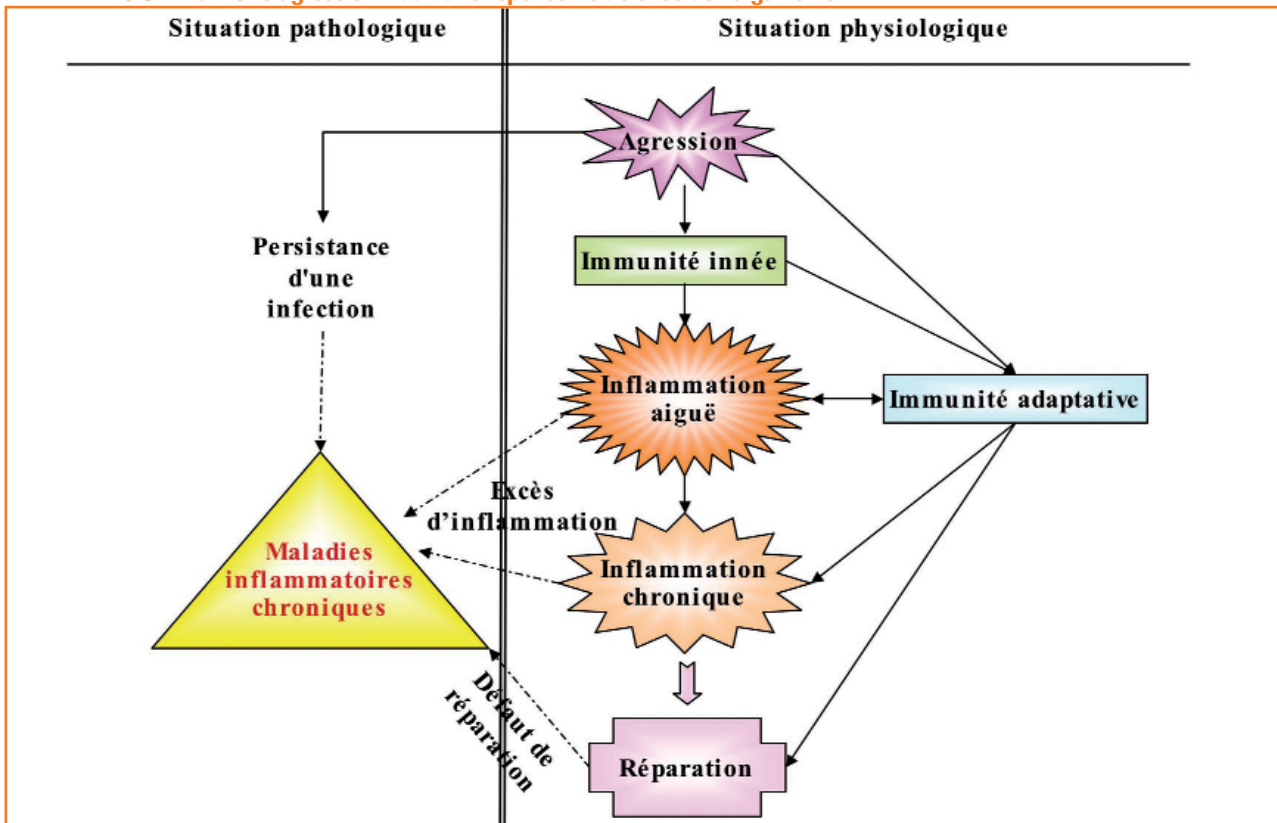 Situation pathologique
Situation physiologique
Agression
Immunité innée
Persistance
d'une
infection
Inflammation
aiguë
Immunité adaptative
Excès
d’inflammation
Maladies
inflammatoires
chroniques
Inflammation
chronique
Défaut de
réparation
Réparation